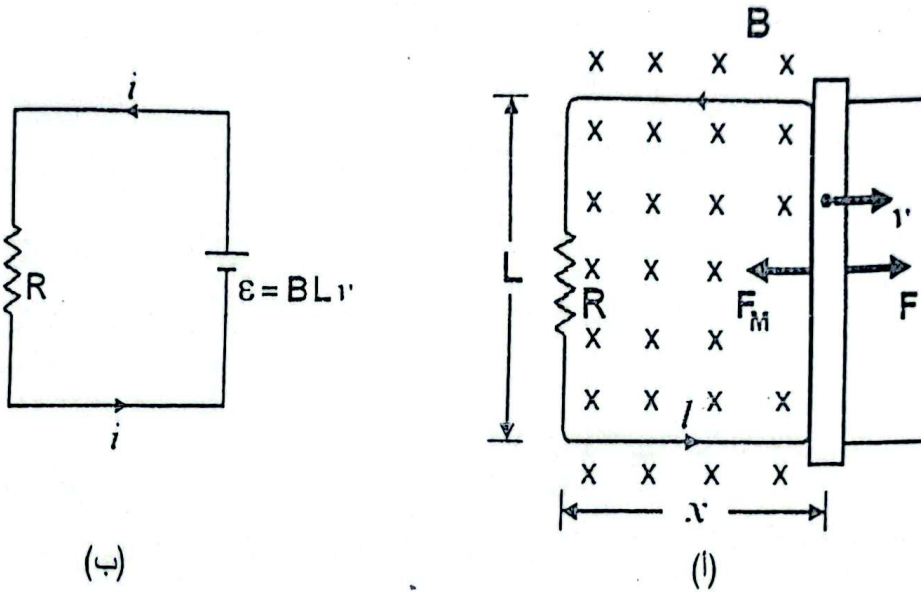 B
x x x x
i
x x x x
x x x x
v
L
R
ε = BLv
x x x
R
F_M
F
x x x
x x x x
i
l
x x x x
x
(ب)
(أ)